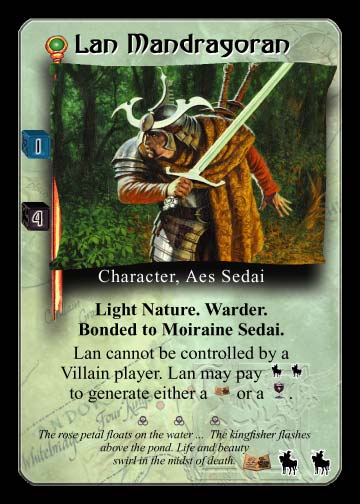 Lan Mandragoran
1
4
Character, Aes Sedai
Light Nature. Warder.
Bonded to Moiraine Sedai.
Lan cannot be controlled by a
Villain player. Lan may pay
to generate either a or a .
The rose petal floats on the water ... The kingfisher flashes
above the pond. Life and beauty
swirl in the midst of death.